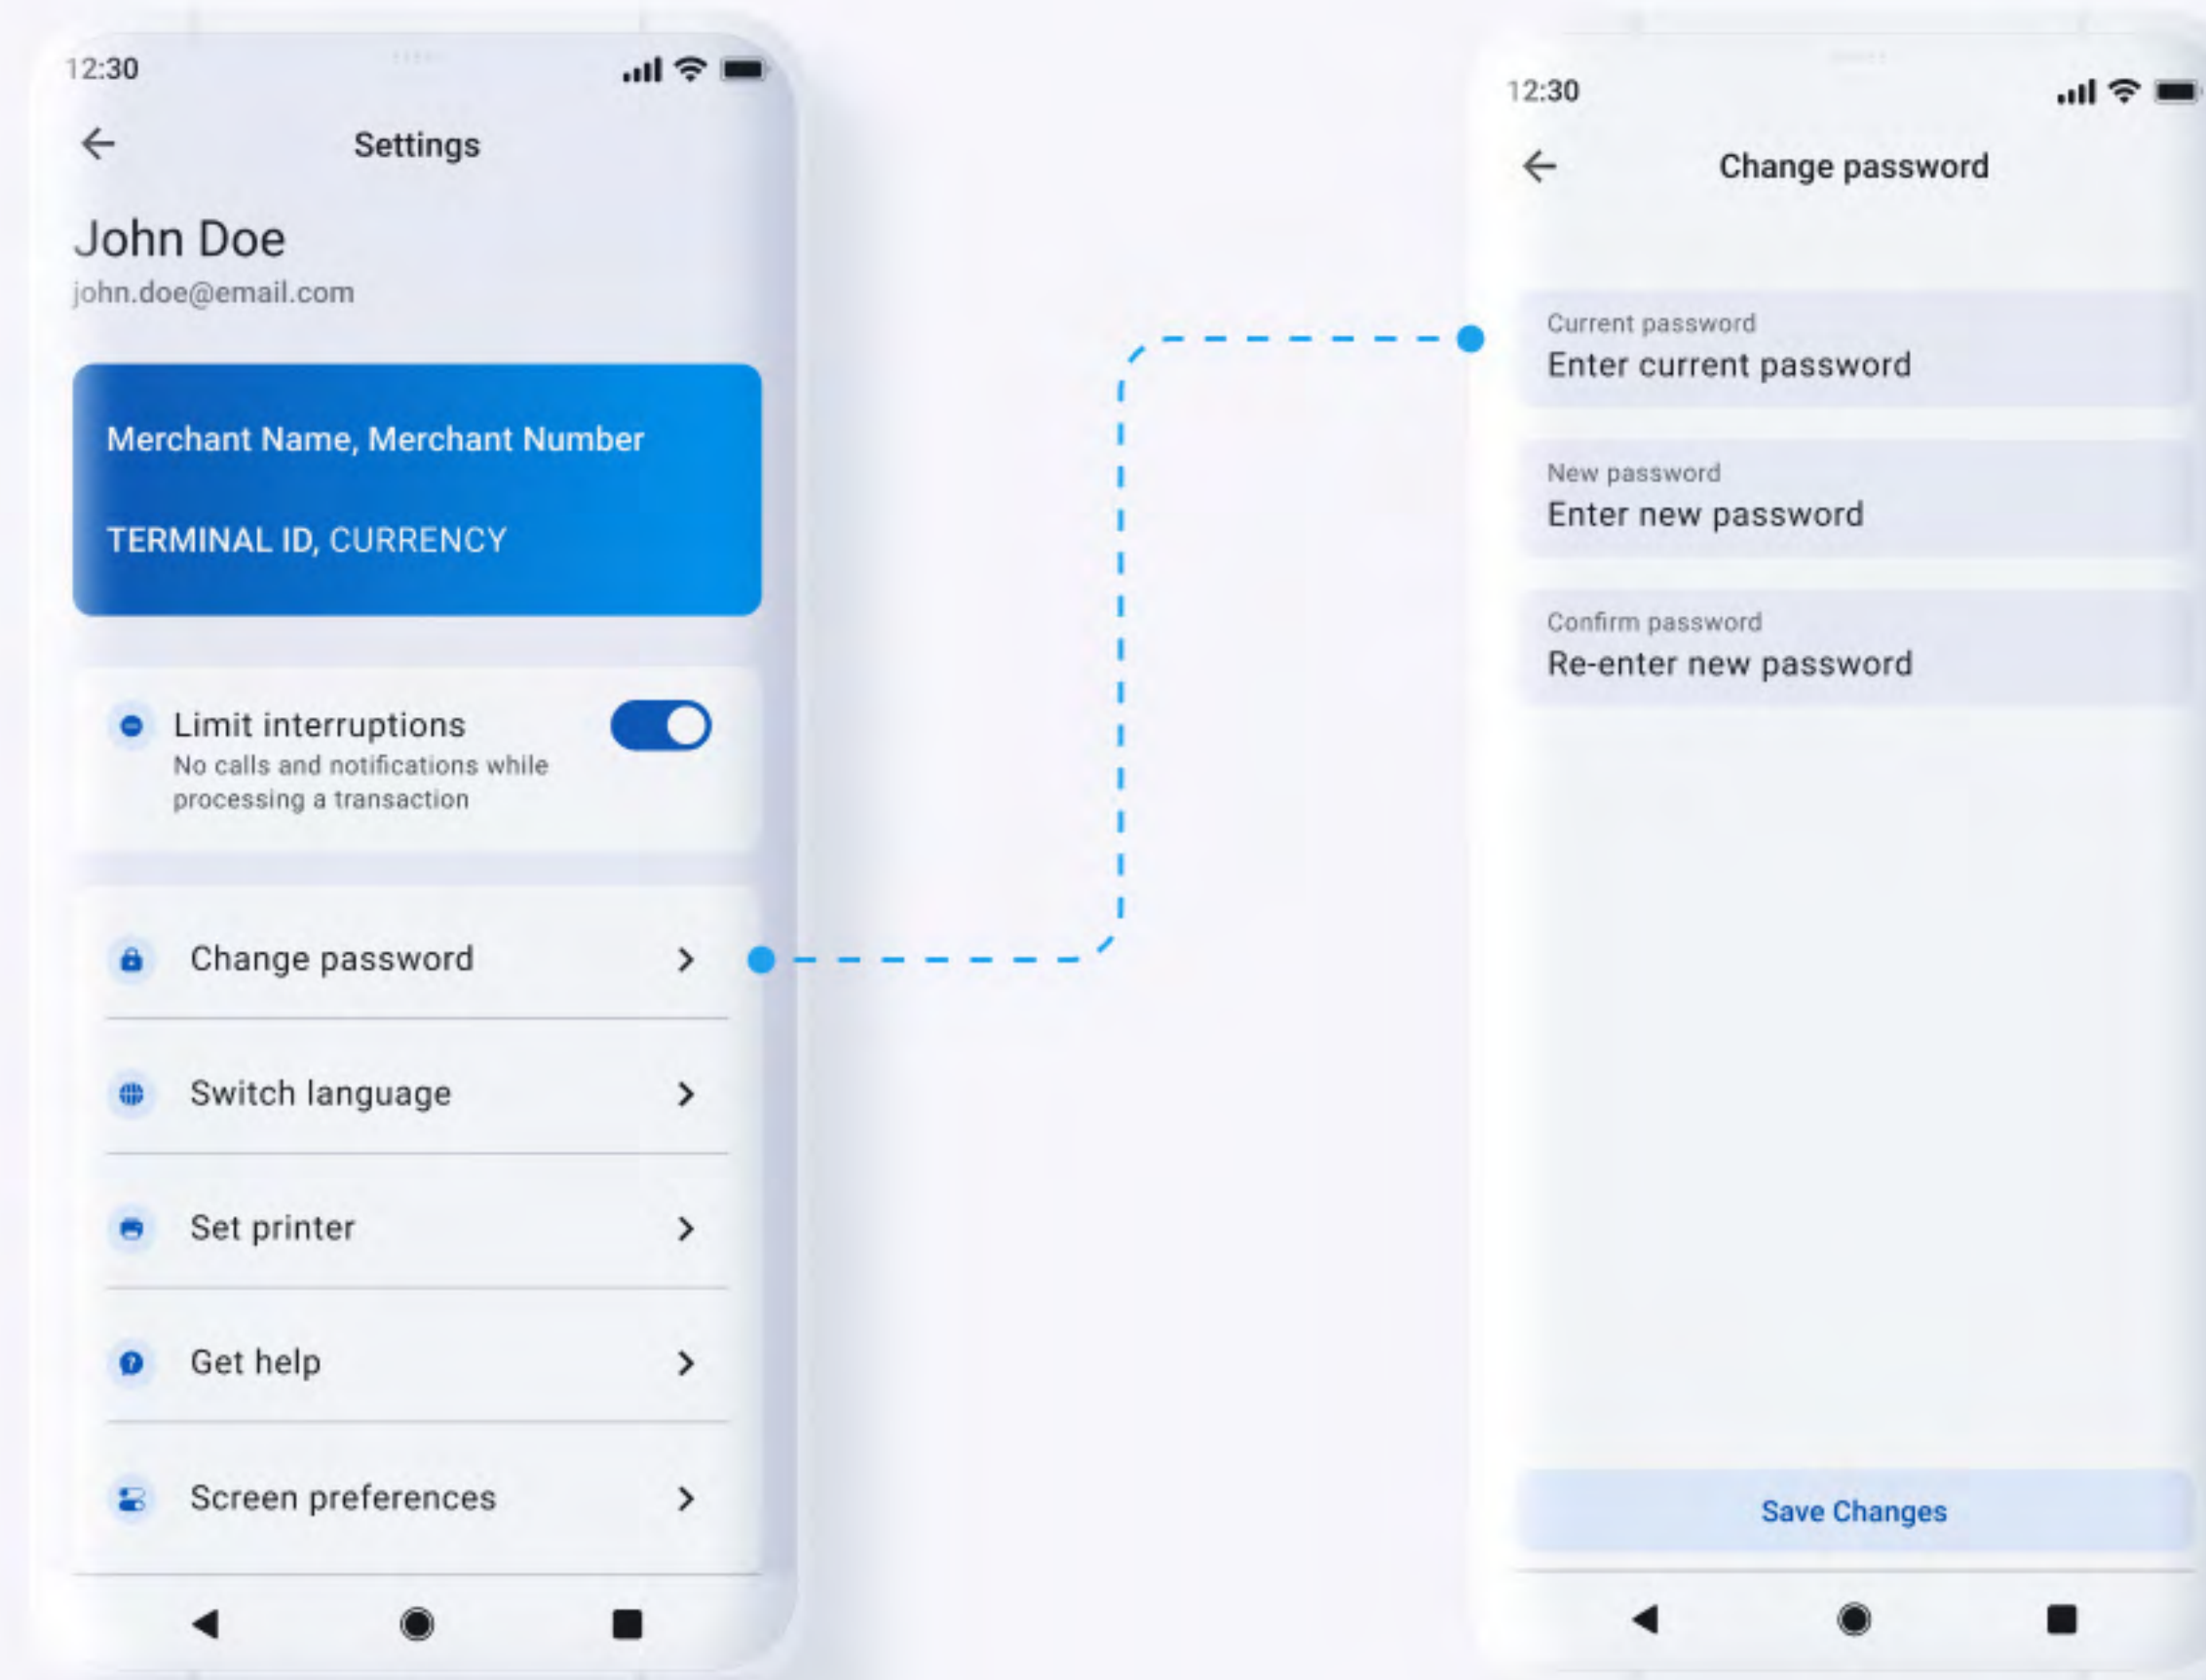 12:30
Settings
John Doe
john.doe@email.com
Merchant Name, Merchant Number
TERMINAL ID, CURRENCY
Limit interruptions
No calls and notifications while
processing a transaction
Change password
Switch language
Set printer
Get help
Screen preferences
12:30
Change password
Current password
Enter current password
New password
Enter new password
Confirm password
Re-enter new password
Save Changes